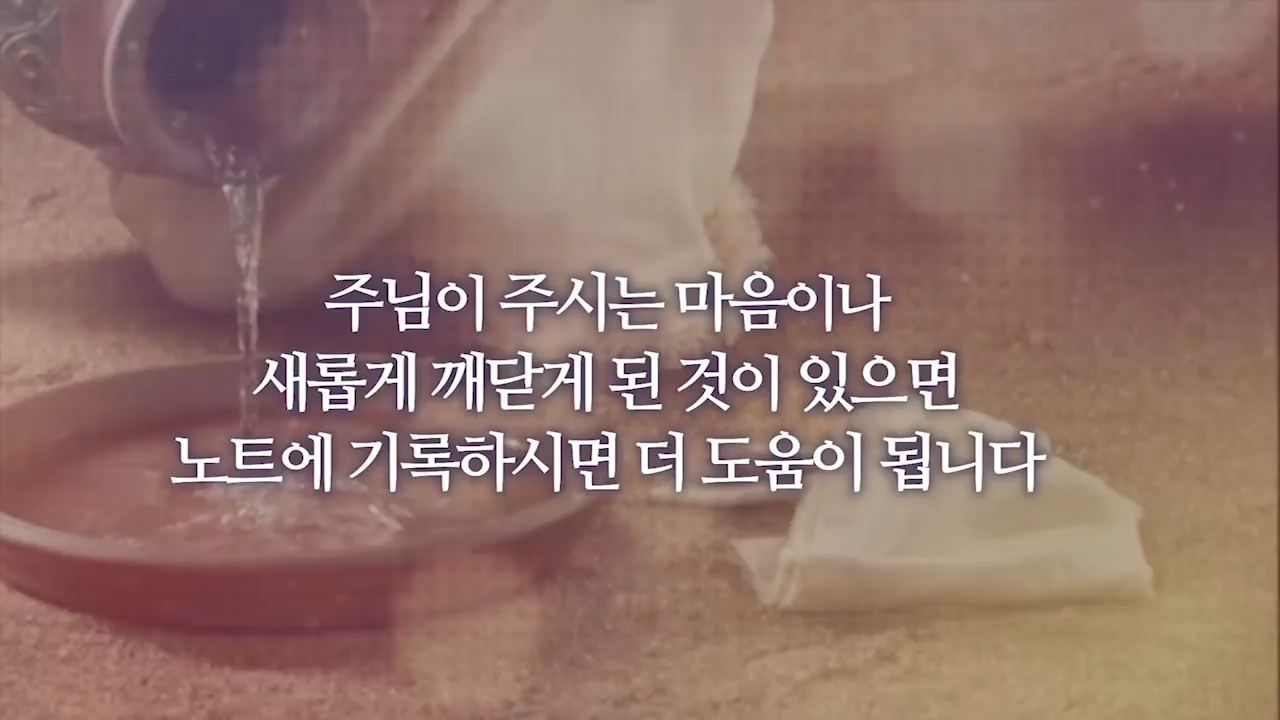 주님이 주시는 마음이나
새롭게 깨닫게 된 것이 있으면
노트에 기록하시면 더 도움이 됩니다